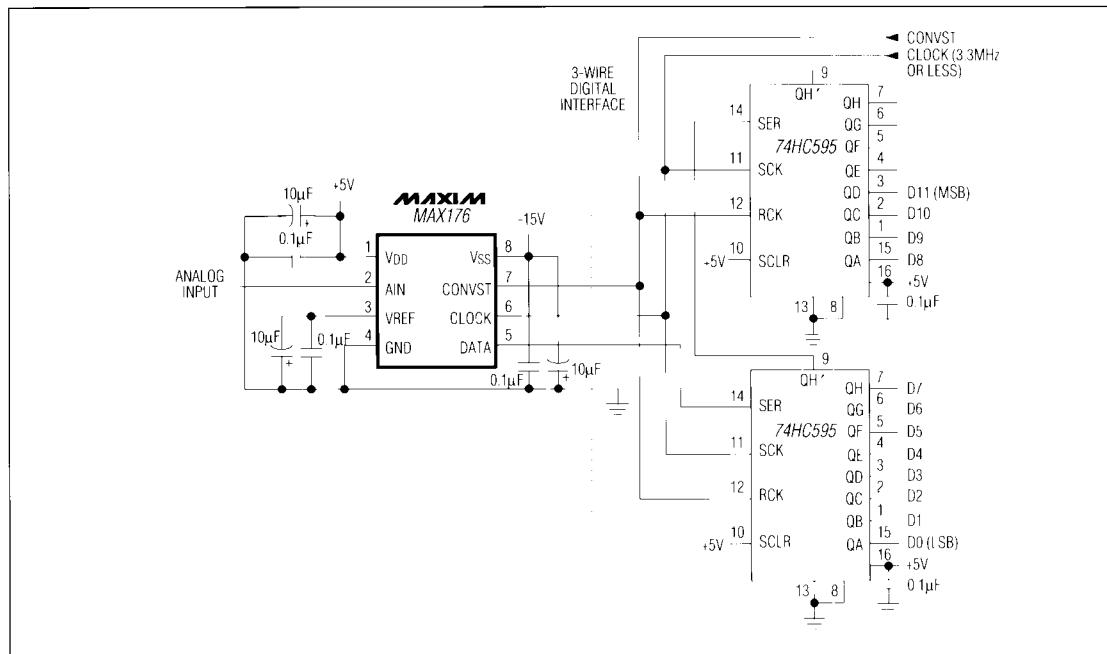 CONVST
CLOCK (3.3MHz
OR LESS)
3-WIRE
DIGITAL
INTERFACE
9
QH'
14
SER
74HC595
11
SCK
12
RCK
10
+5V
SCLR
QH
7
QG
6
QF
5
QE
4
QD
3
D11 (MSB)
QC
2
D10
QB
1
D9
QA
15
D8
16
+5V
0.1µF
13
8
10µF
+
+5V
0.1µF
MAXIM
MAX176
-15V
ANALOG
INPUT
1
VDD
VSS
8
2
AIN
CONVST
7
3
VREF
CLOCK
6
4
GND
DATA
5
10µF
+
0.1µF
0.1µF
10µF
+
9
QH'
14
SER
74HC595
11
SCK
12
RCK
10
+5V
SCLR
QH
7
D7
QG
6
D6
QF
5
D5
QE
4
D4
QD
3
D3
QC
2
D2
QB
1
D1
QA
15
D0 (LSB)
16
+5V
0.1µF
13
8